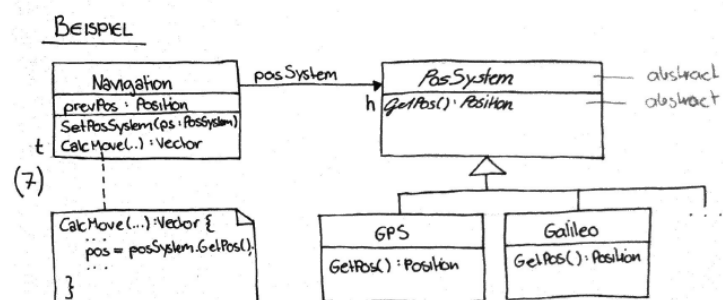 BEISPIEL
Navigation
prevPos : Position
SetPosSystem(ps : PosSystem)
t CalcMove(..) : Vector
posSystem
PosSystem
abstract
h GetPos() : Position
abstract
(7)
CalcMove(...) : Vector {
...
pos = posSystem.GetPos();
...
}
GPS
GetPos() : Position
Galileo
GetPos() : Position
...